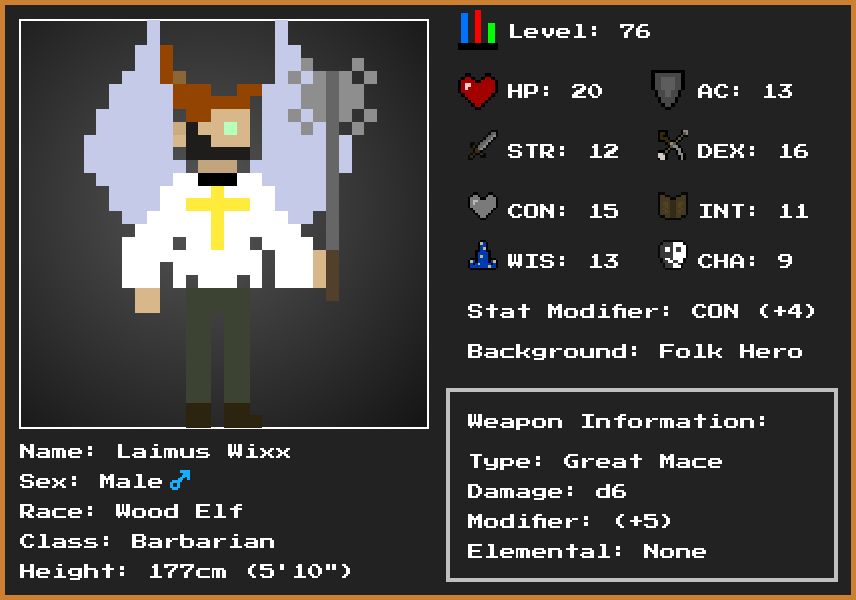 Level: 76
HP: 20 AC: 13
STR: 12 DEX: 16
CON: 15 INT: 11
WIS: 13 CHA: 9
Stat Modifier: CON (+4)
Background: Folk Hero
Weapon Information:
Type: Great Mace
Damage: d6
Modifier: (+5)
Elemental: None
Name: Laimus Wixx
Sex: Male♂
Race: Wood Elf
Class: Barbarian
Height: 177cm (5'10")